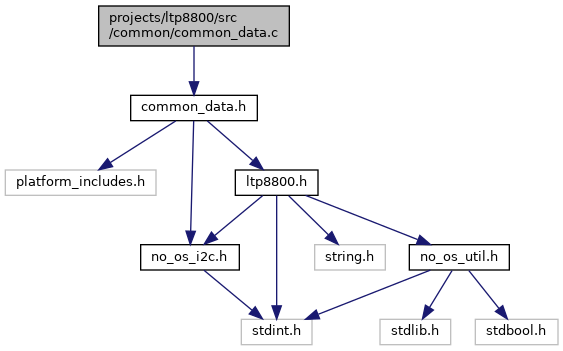 projects/ltp8800/src
/common/common_data.c
common_data.h
platform_includes.h
ltp8800.h
no_os_i2c.h
string.h
no_os_util.h
stdint.h
stdlib.h
stdbool.h